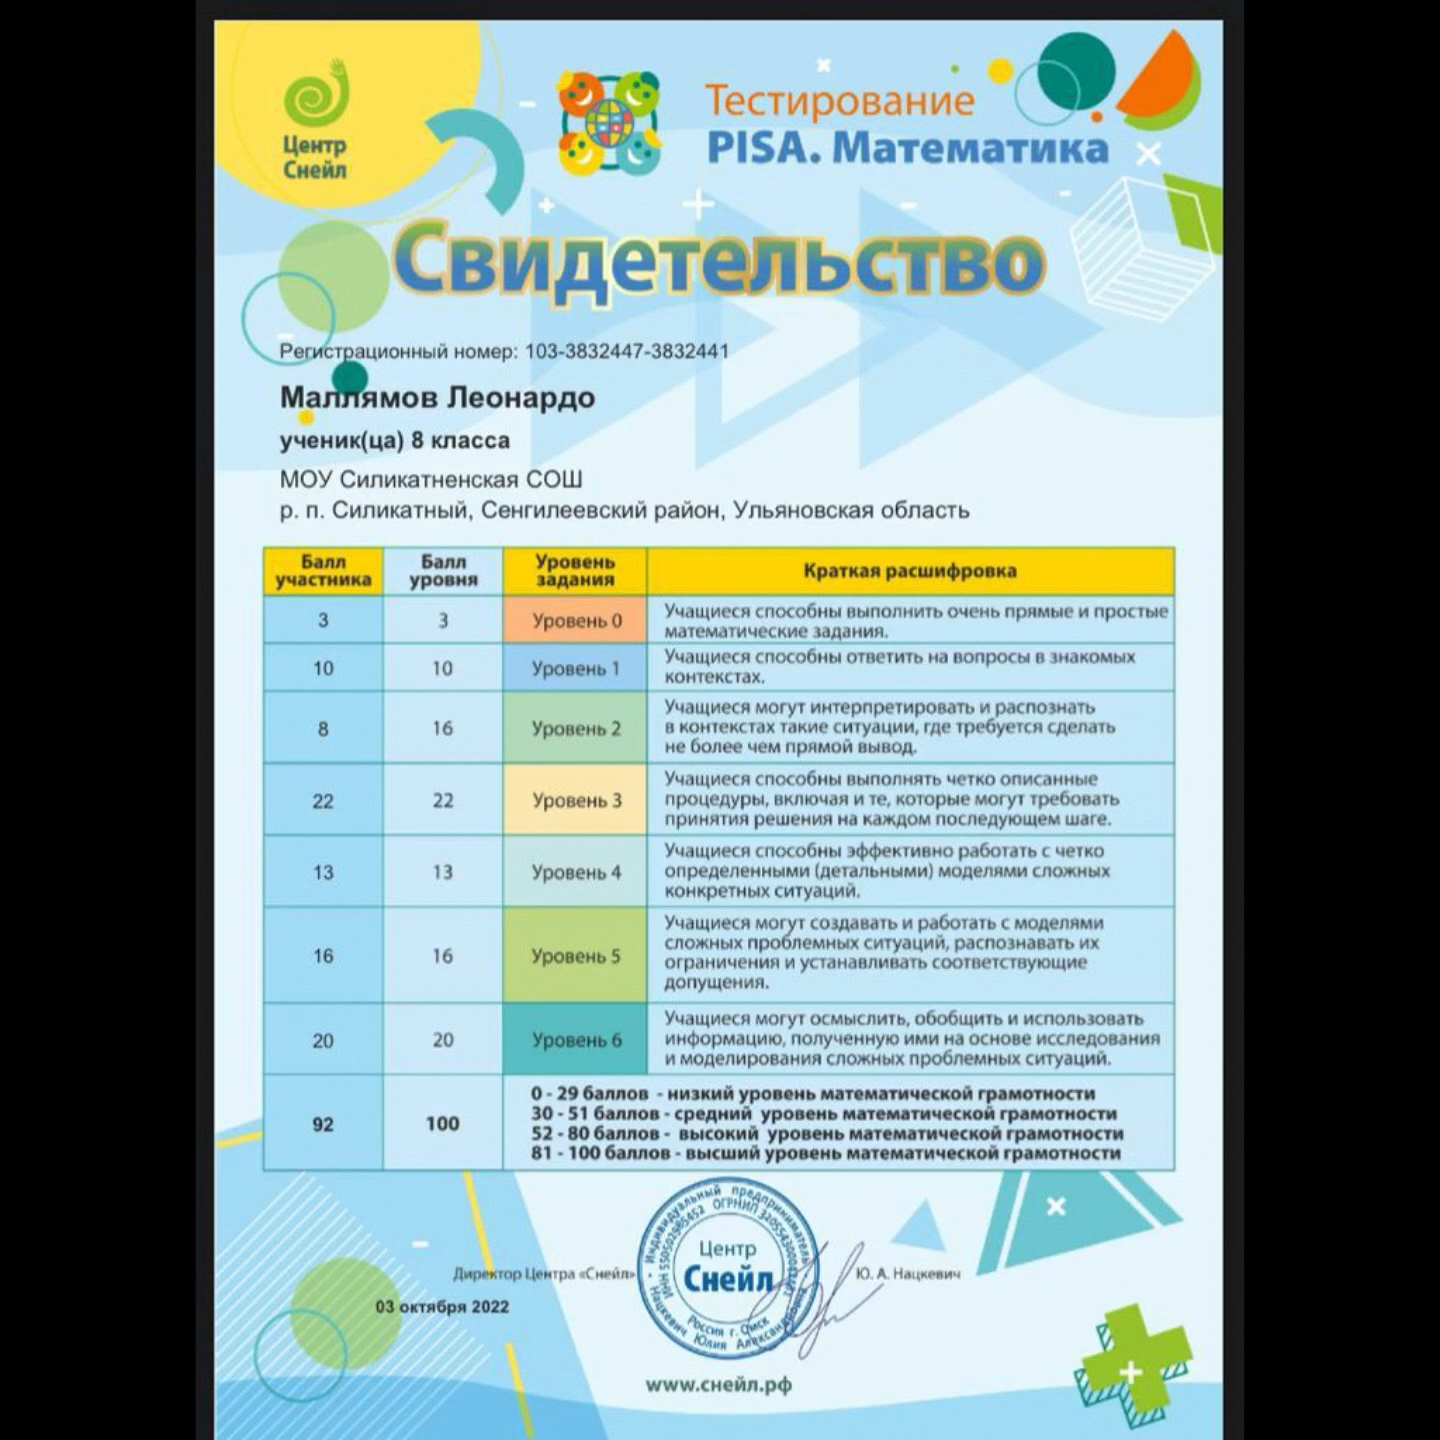 Центр
Снейл
Тестирование
PISA. Математика
Свидетельство
Регистрационный номер: 103-3832447-3832441
Маллямов Леонардо
ученик(ца) 8 класса
МОУ Силикатненская СОШ
р. п. Силикатный, Сенгилеевский район, Ульяновская область
Балл участника Балл уровня Уровень задания Краткая расшифровка
3 3 Уровень 0 Учащиеся способны выполнить очень прямые и простые
математические задания.
10 10 Уровень 1 Учащиеся способны ответить на вопросы в знакомых
контекстах.
8 16 Уровень 2 Учащиеся могут интерпретировать и распознать
в контекстах такие ситуации, где требуется сделать
не более чем прямой вывод.
22 22 Уровень 3 Учащиеся способны выполнять четко описанные
процедуры, включая и те, которые могут требовать
принятия решения на каждом последующем шаге.
13 13 Уровень 4 Учащиеся способны эффективно работать с четко
определенными (детальными) моделями сложных
конкретных ситуаций.
16 16 Уровень 5 Учащиеся могут создавать и работать с моделями
сложных проблемных ситуаций, распознавать их
ограничения и устанавливать соответствующие
допущения.
20 20 Уровень 6 Учащиеся могут осмыслить, обобщить и использовать
информацию, полученную ими на основе исследования
и моделирования сложных проблемных ситуаций.
92 100 0 - 29 баллов - низкий уровень математической грамотности
30 - 51 баллов - средний уровень математической грамотности
52 - 80 баллов - высокий уровень математической грамотности
81 - 100 баллов - высший уровень математической грамотности
Директор Центра «Снейл»
Индивидуальный предприниматель
Нацкевич Юлия Александровна
ИНН 550502985452 ОГРНИП
Россия г. Омск
Центр
Снейл
Ю. А. Нацкевич
03 октября 2022
www.снейл.рф